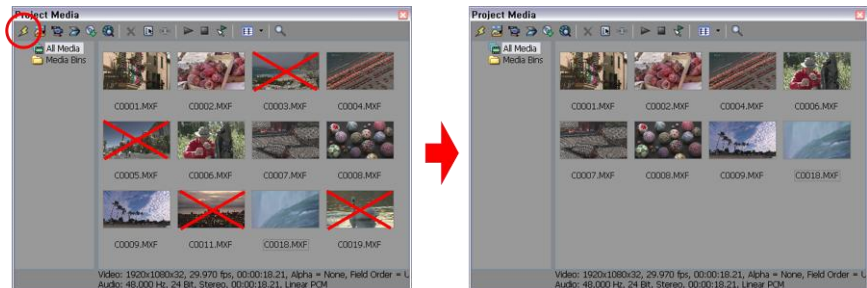 Project Media
All Media
Media Bins
C0001.MXF C0002.MXF C0003.MXF C0004.MXF
C0005.MXF C0006.MXF C0007.MXF C0008.MXF
C0009.MXF C0011.MXF C0018.MXF C0019.MXF
Video: 1920x1080x32, 29.970 fps, 00:00:18.21, Alpha = None, Field Order = U
Audio: 48,000 Hz, 24 Bit, Stereo, 00:00:18.21, Linear PCM
Project Media
All Media
Media Bins
C0001.MXF C0002.MXF C0004.MXF C0006.MXF
C0007.MXF C0008.MXF C0009.MXF C0018.MXF
Video: 1920x1080x32, 29.970 fps, 00:00:18.21, Alpha = None, Field Order = L
Audio: 48,000 Hz, 24 Bit, Stereo, 00:00:18.21, Linear PCM